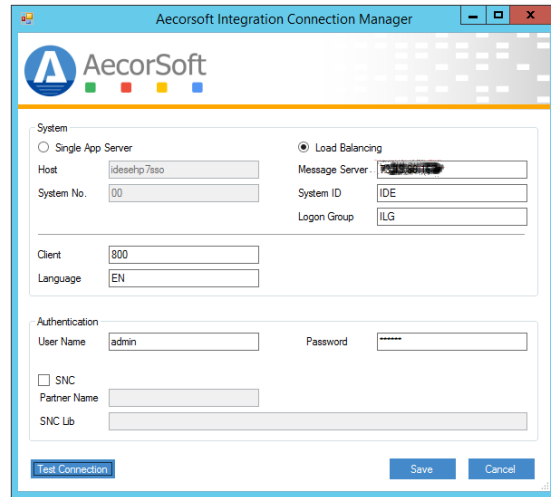 Aecorsoft Integration Connection Manager
AecorSoft
System
Single App Server Load Balancing
Host idesehp7sso Message Server
System No. 00 System ID IDE
Logon Group ILG
Client 800
Language EN
Authentication
User Name admin Password ******
SNC
Partner Name
SNC Lib
Test Connection Save Cancel